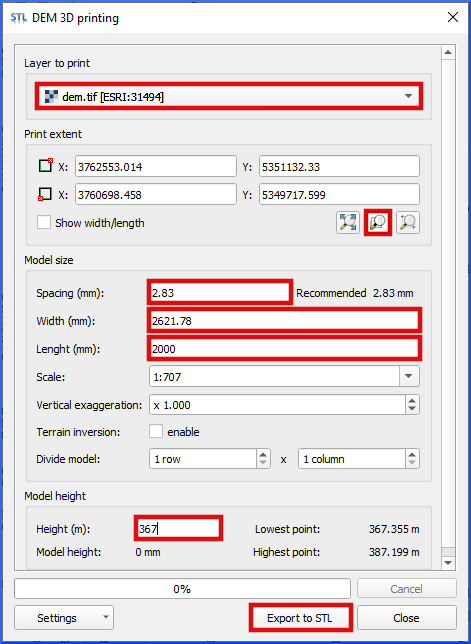 STL DEM 3D printing
Layer to print
dem.tif [ESRI:31494]
Print extent
X: 3762553.014 Y: 5351132.33
X: 3760698.458 Y: 5349717.599
Show width/length
Model size
Spacing (mm): 2.83 Recommended 2.83 mm
Width (mm): 2621.78
Lenght (mm): 2000
Scale: 1:707
Vertical exaggeration: x 1.000
Terrain inversion: enable
Divide model: 1 row x 1 column
Model height
Height (m): 367 Lowest point: 367.355 m
Model height: 0 mm Highest point: 387.199 m
0% Cancel
Settings Export to STL Close